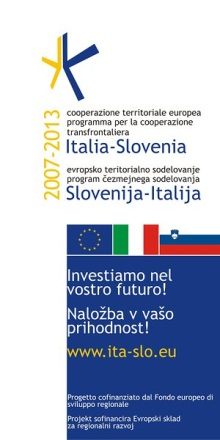 2007-2013
cooperazione territoriale europea
programma per la cooperazione
transfrontaliera
Italia-Slovenia
evropsko teritorialno sodelovanje
program čezmejnega sodelovanja
Slovenija-Italija
Investiamo nel
vostro futuro!
Naložba v vašo
prihodnost!
www.ita-slo.eu
Progetto cofinanziato dal Fondo europeo di
sviluppo regionale
Projekt sofinancira Evropski sklad
za regionalni razvoj